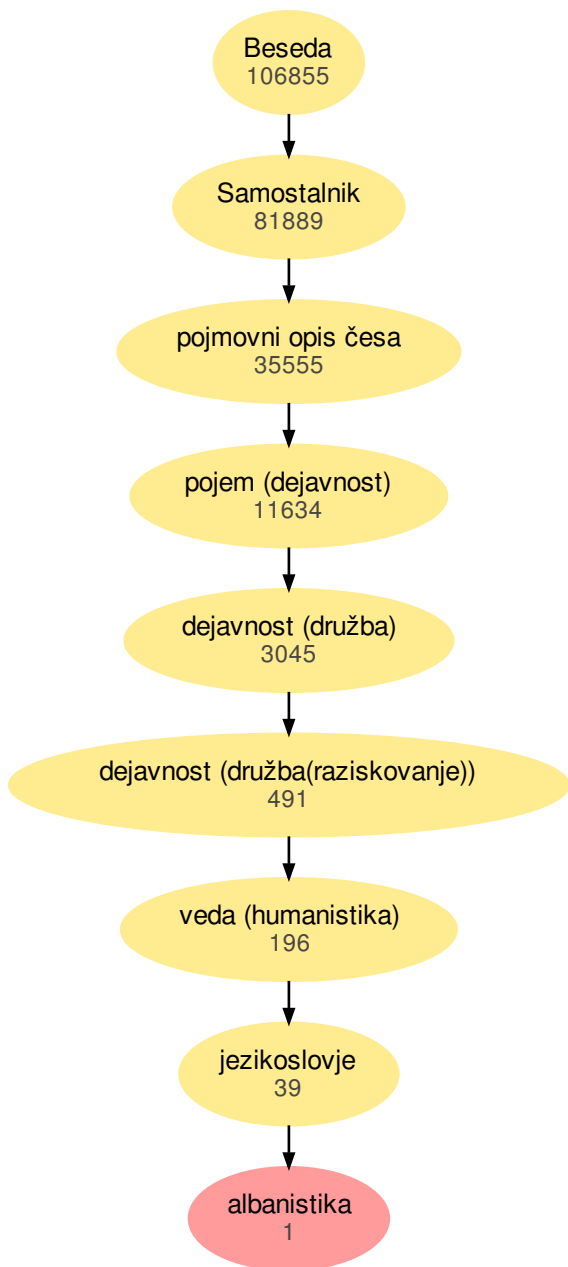 Beseda
106855
Samostalnik
81889
pojmovni opis česa
35555
pojem (dejavnost)
11634
dejavnost (družba)
3045
dejavnost (družba(raziskovanje))
491
veda (humanistika)
196
jezikoslovje
39
albanistika
1